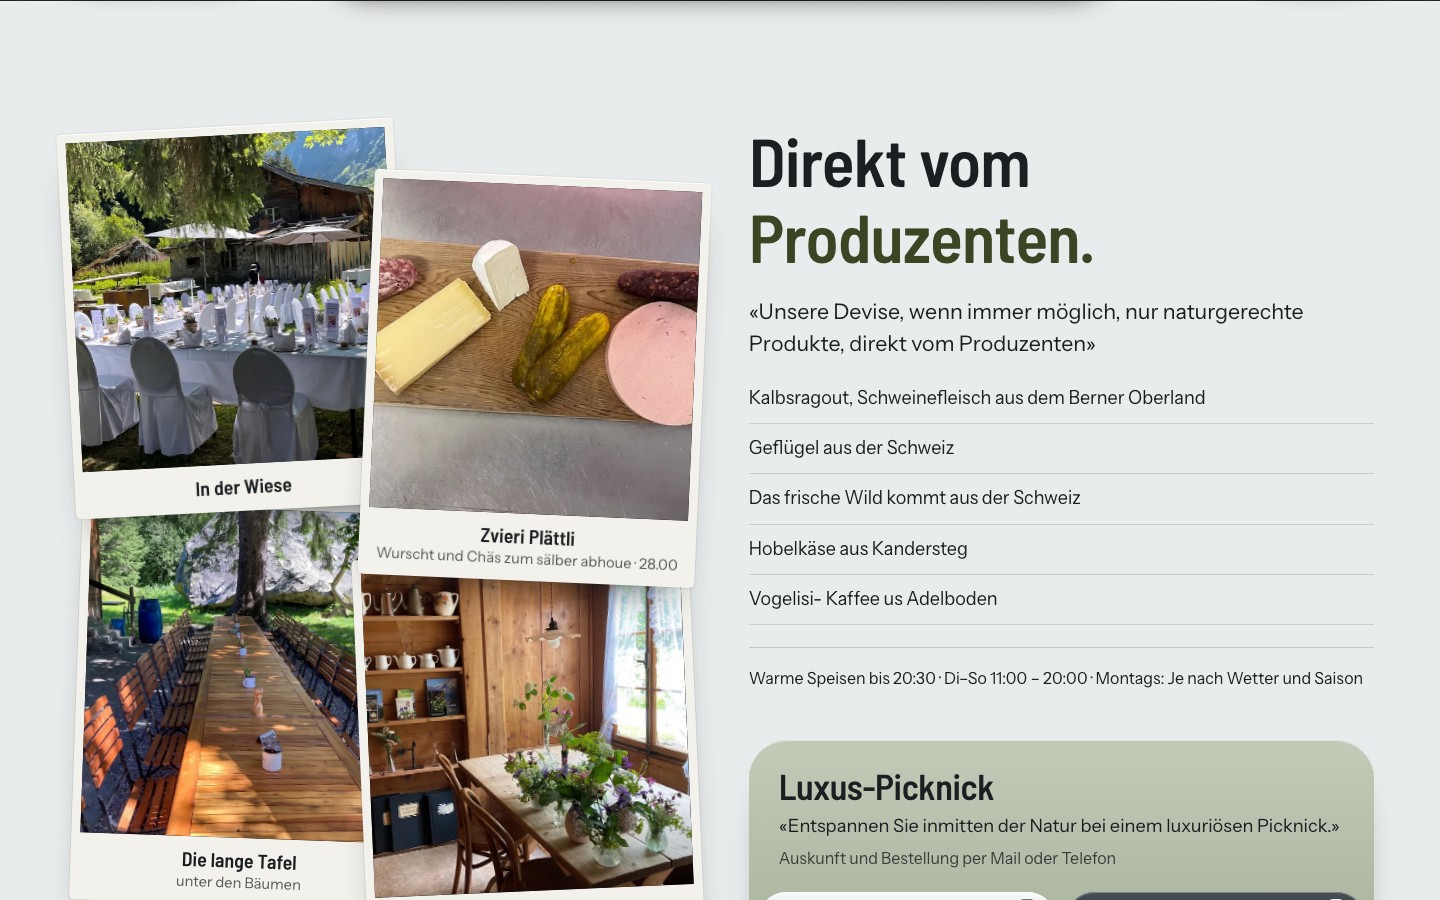 In der Wiese
Zvieri Plättli
Wurscht und Chäs zum sälber abhoue · 28.00
Die lange Tafel
unter den Bäumen
Direkt vom
Produzenten.
«Unsere Devise, wenn immer möglich, nur naturgerechte
Produkte, direkt vom Produzenten»
Kalbsragout, Schweinefleisch aus dem Berner Oberland
Geflügel aus der Schweiz
Das frische Wild kommt aus der Schweiz
Hobelkäse aus Kandersteg
Vogelisi- Kaffee us Adelboden
Warme Speisen bis 20:30 · Di–So 11:00 – 20:00 · Montags: Je nach Wetter und Saison
Luxus-Picknick
«Entspannen Sie inmitten der Natur bei einem luxuriösen Picknick.»
Auskunft und Bestellung per Mail oder Telefon